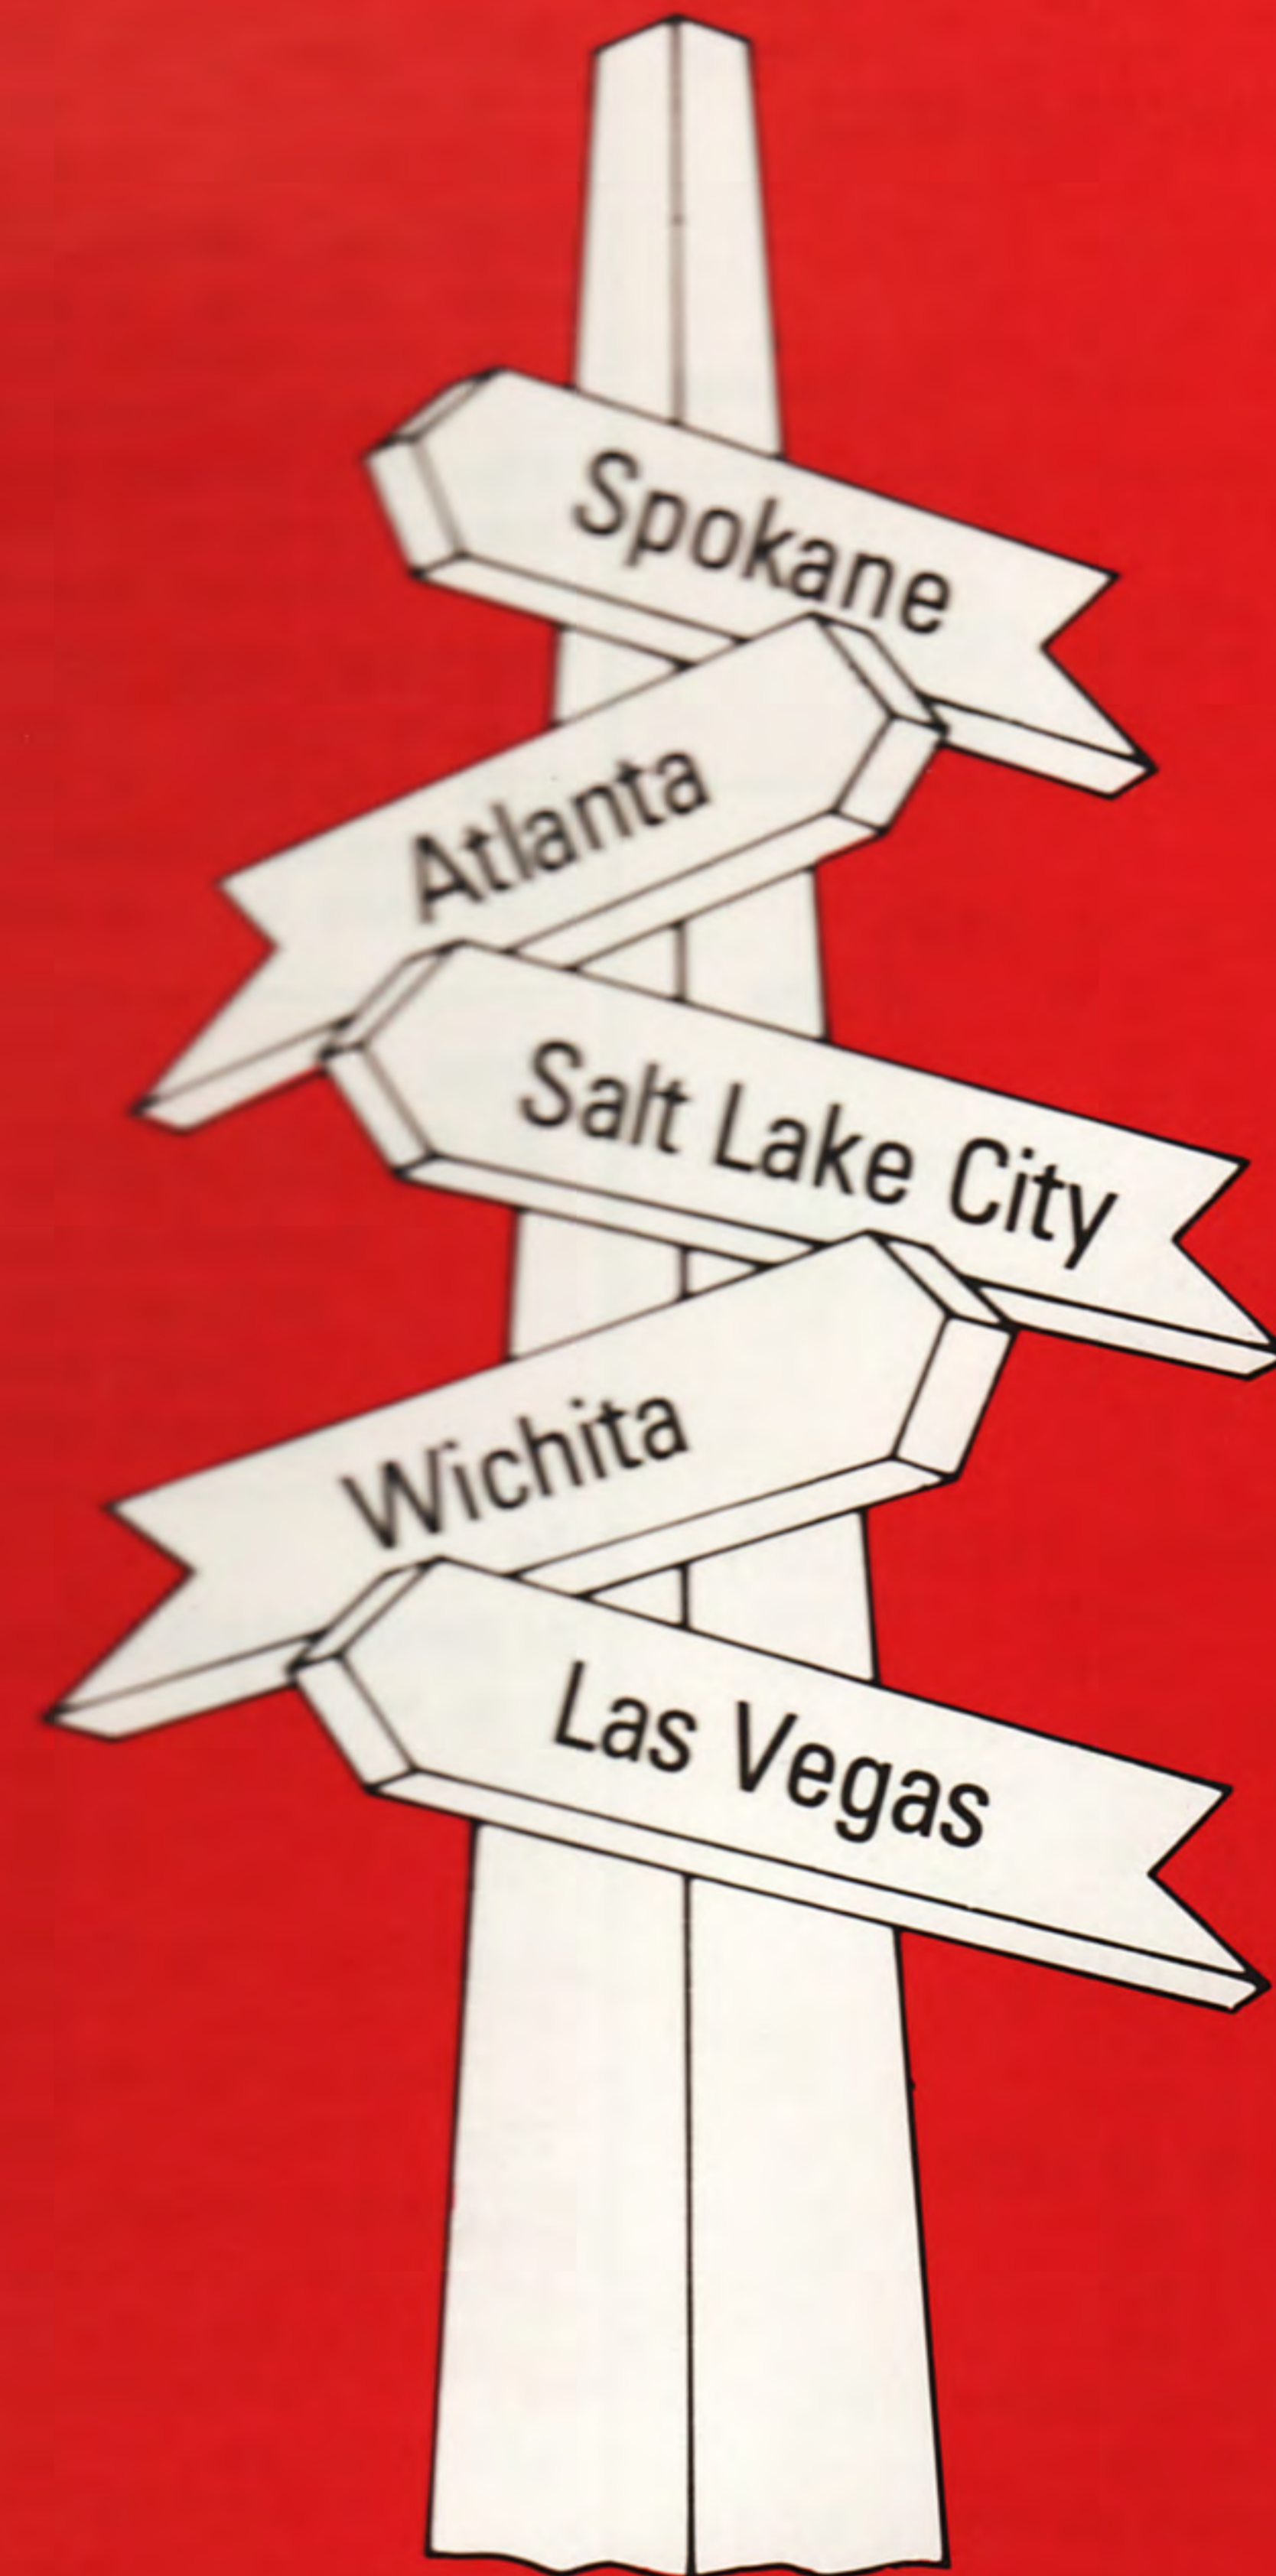 Spokane
Atlanta
Salt Lake City
Wichita
Las Vegas